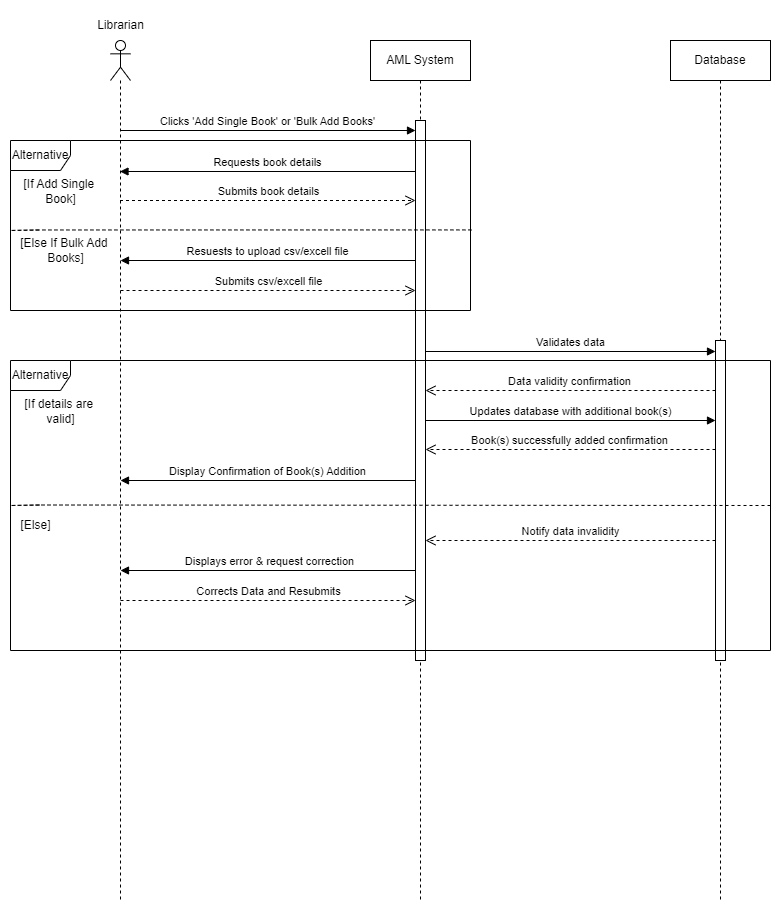 Librarian
AML System
Database
Clicks 'Add Single Book' or 'Bulk Add Books'
Alternative
Requests book details
[If Add Single
Book]
Submits book details
[Else If Bulk Add
Books]
Resuests to upload csv/excell file
Submits csv/excell file
Validates data
Alternative
Data validity confirmation
[If details are
valid]
Updates database with additional book(s)
Book(s) successfully added confirmation
Display Confirmation of Book(s) Addition
[Else]
Notify data invalidity
Displays error & request correction
Corrects Data and Resubmits